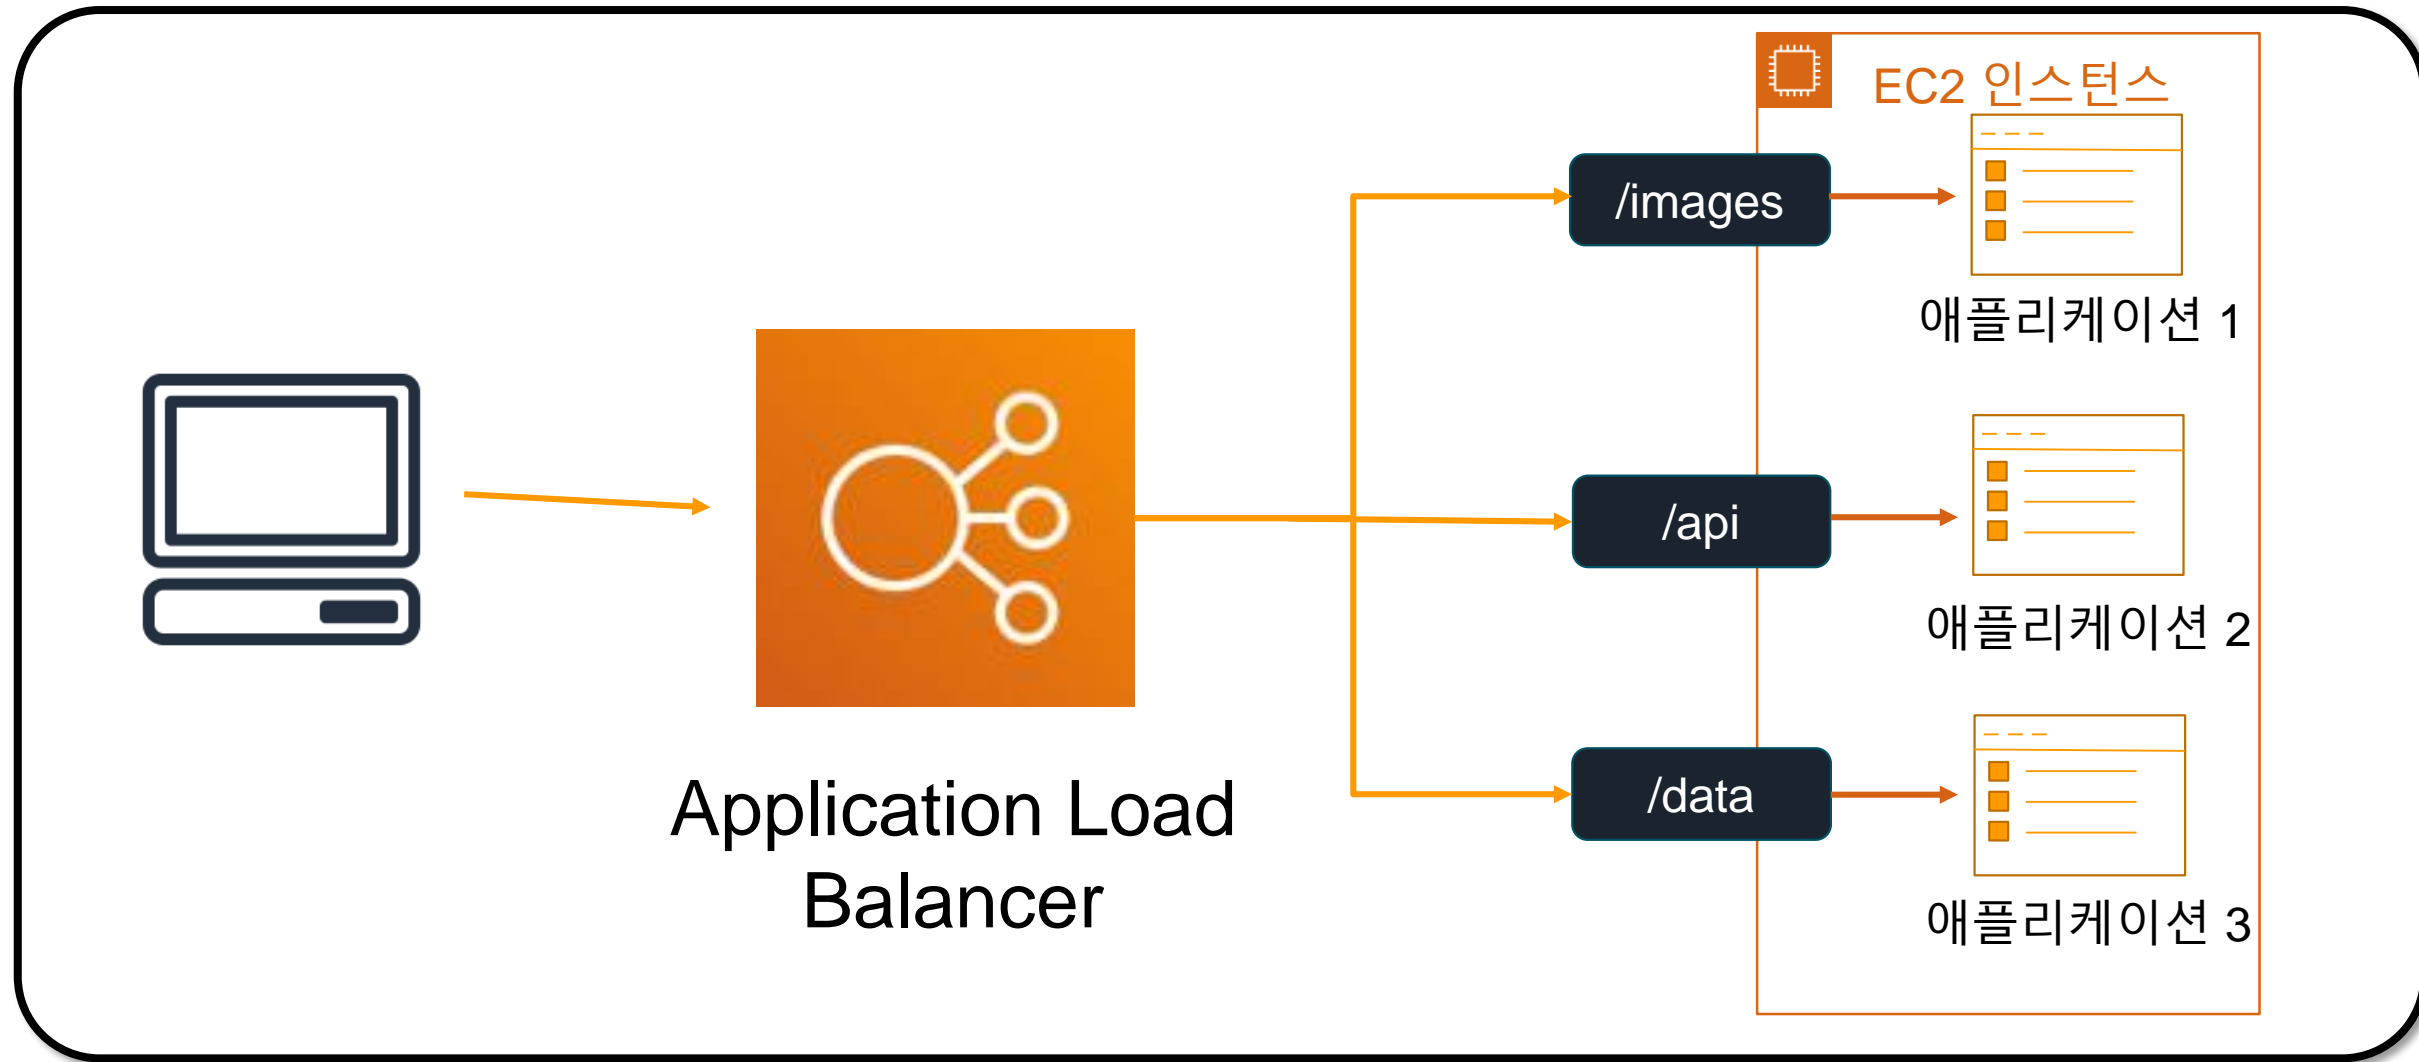 EC2 인스턴스
/images
애플리케이션 1
/api
애플리케이션 2
Application Load
Balancer
/data
애플리케이션 3